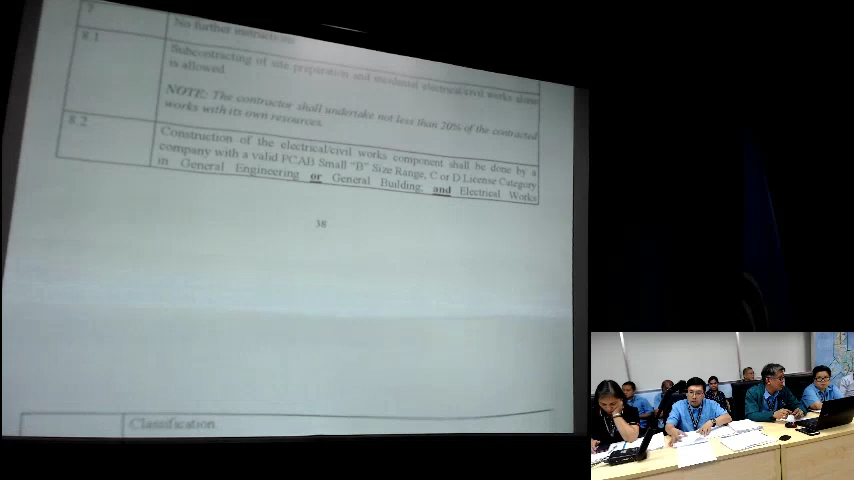 7
No further instructions.
8.1
Subcontracting of site preparation and incidental electrical/civil works alone
is allowed
NOTE: The contractor shall undertake not less than 20% of the contracted
works with its own resources.
8.2
Construction of the electrical/civil works component shall be done by a
company with a valid PCAB Small "B" Size Range, C or D License Category
in General Engineering or General Building, and Electrical Works
38
Classification